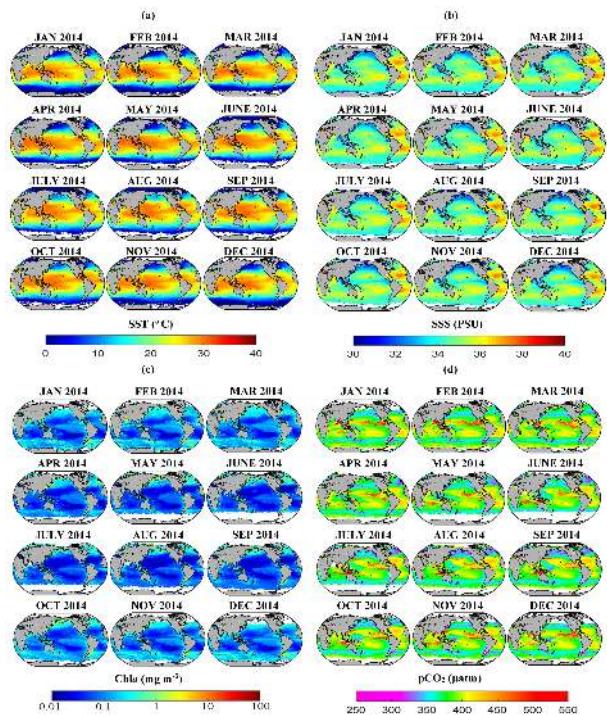 (a)
JAN 2014 FEB 2014 MAR 2014
APR 2014 MAY 2014 JUNE 2014
JULY 2014 AUG 2014 SEP 2014
OCT 2014 NOV 2014 DEC 2014
SST (°C)
0 10 20 30 40
(b)
JAN 2014 FEB 2014 MAR 2014
APR 2014 MAY 2014 JUNE 2014
JULY 2014 AUG 2014 SEP 2014
OCT 2014 NOV 2014 DEC 2014
SSS (PSU)
30 32 34 36 38 40
(c)
JAN 2014 FEB 2014 MAR 2014
APR 2014 MAY 2014 JUNE 2014
JULY 2014 AUG 2014 SEP 2014
OCT 2014 NOV 2014 DEC 2014
Chla (mg m⁻³)
0.01 0.1 1 10 100
(d)
JAN 2014 FEB 2014 MAR 2014
APR 2014 MAY 2014 JUNE 2014
JULY 2014 AUG 2014 SEP 2014
OCT 2014 NOV 2014 DEC 2014
pCO₂ (µatm)
250 300 350 400 450 500 550